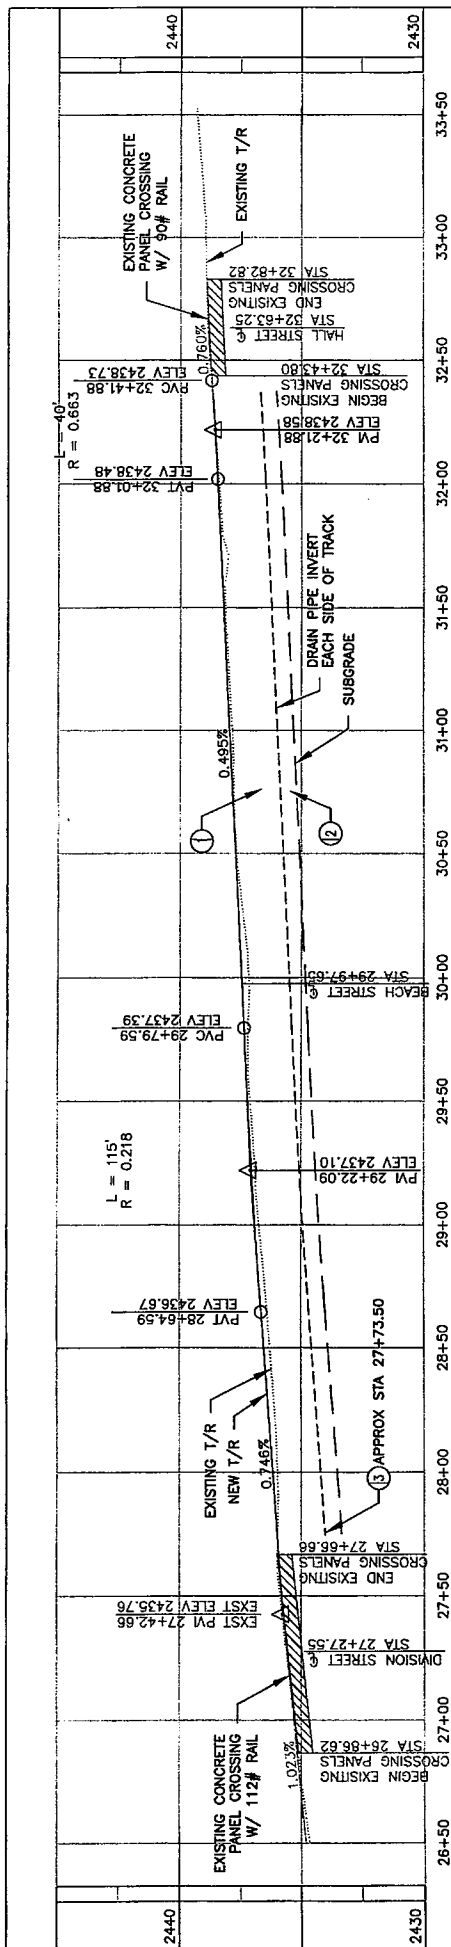 2440
2430
2440
2430
26+50
27+00
27+50
28+00
28+50
29+00
29+50
30+00
30+50
31+00
31+50
32+00
32+50
33+00
33+50
EXISTING CONCRETE
PANEL CROSSING
W/ 112# RAIL
1.023%
BEGIN EXISITNG
CROSSING PANELS
STA 26+86.62
DIVISION STREET
℄
STA 27+27.55
EXST PVI 27+42.66
EXST ELEV 2435.76
END EXISITNG
CROSSING PANELS
STA 27+66.66
13
APPROX STA 27+73.50
EXISTING T/R
NEW T/R
0.746%
PVT 28+64.59
ELEV 2436.67
L = 115'
R = 0.218
PVI 29+22.09
ELEV 2437.10
PVC 29+79.59
ELEV 2437.39
BEACH STREET
℄
STA 29+97.65
1
12
0.495%
SUBGRADE
DRAIN PIPE INVERT
EACH SIDE OF TRACK
PVT 32+01.88
ELEV 2438.48
L= 40'
R = 0.663
PVI 32+21.88
ELEV 2438.58
PVC 32+41.88
ELEV 2438.73
BEGIN EXISITNG
CROSSING PANELS
STA 32+43.80
0.760%
HALL STREET
℄
STA 32+63.25
END EXISITNG
CROSSING PANELS
STA 32+82.82
EXISTING CONCRETE
PANEL CROSSING
W/ 90# RAIL
EXISTING T/R